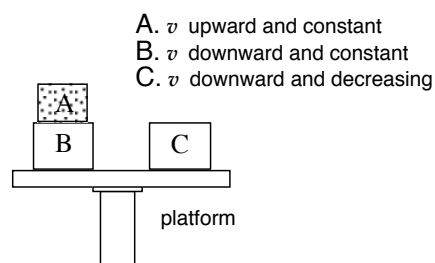 A. v upward and constant
B. v downward and constant
C. v downward and decreasing
A
B
C
platform